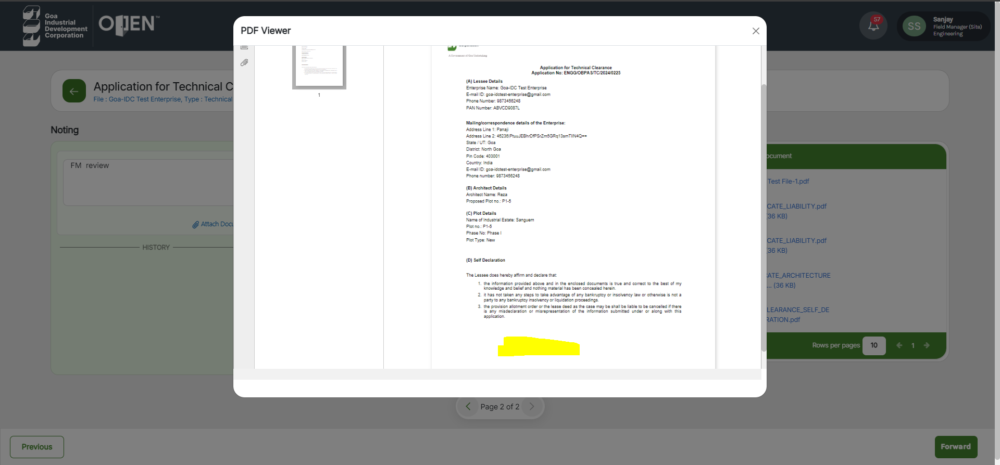 Goa
Industrial
Development
Corporation
OPEN™
57
SS
Sanjay
Field Manager (Site)
Engineering
Application for Technical C
File : Goa-IDC Test Enterprise, Type : Technical
Noting
FM review
Attach Docu
HISTORY
PDF Viewer
1
A Government of Goa Undertaking
Application for Technical Clearance
Application No: ENGG/OBPAS/TC/2024/0225
(A) Lessee Details
Enterprise Name: Goa-IDC Test Enterprise
E-mail ID: goa-idctest-enterprise@gmail.com
Phone Number: 9873456248
PAN Number: ABVCD9087L
Mailing/correspondence details of the Enterprise:
Address Line 1: Panaji
Address Line 2:
State / UT: Goa
District: North Goa
Pin Code: 403001
Country: India
E-mail ID: goa-idctest-enterprise@gmail.com
Phone number: 9873456248
(B) Architect Details
Architect Name: Reza
Proposed Plot no.: P1-5
(C) Plot Details
Name of Industrial Estate: Sanguem
Plot no.: P1-5
Phase No: Phase I
Plot Type: New
(D) Self Declaration
The Lessee does hereby affirm and declare that:
1. the information provided above and in the enclosed documents is true and correct to the best of my
knowledge and belief and nothing material has been concealed herein.
2. it has not taken any steps to take advantage of any bankruptcy or insolvency law or otherwise is not a
party to any bankruptcy insolvency or liquidation proceedings.
3. the provision allotment order or the lease deed as the case may be shall be liable to be cancelled if there
is any misdeclaration or misrepresentation of the information submitted under or along with this
application.
ocument
Test File-1.pdf
CATE_LIABILITY.pdf
(36 KB)
CATE_LIABILITY.pdf
(36 KB)
CATE_ARCHITECTURE
... (36 KB)
LEARANCE_SELF_DE
RATION.pdf
Rows per pages 10 1
Page 2 of 2
Previous
Forward